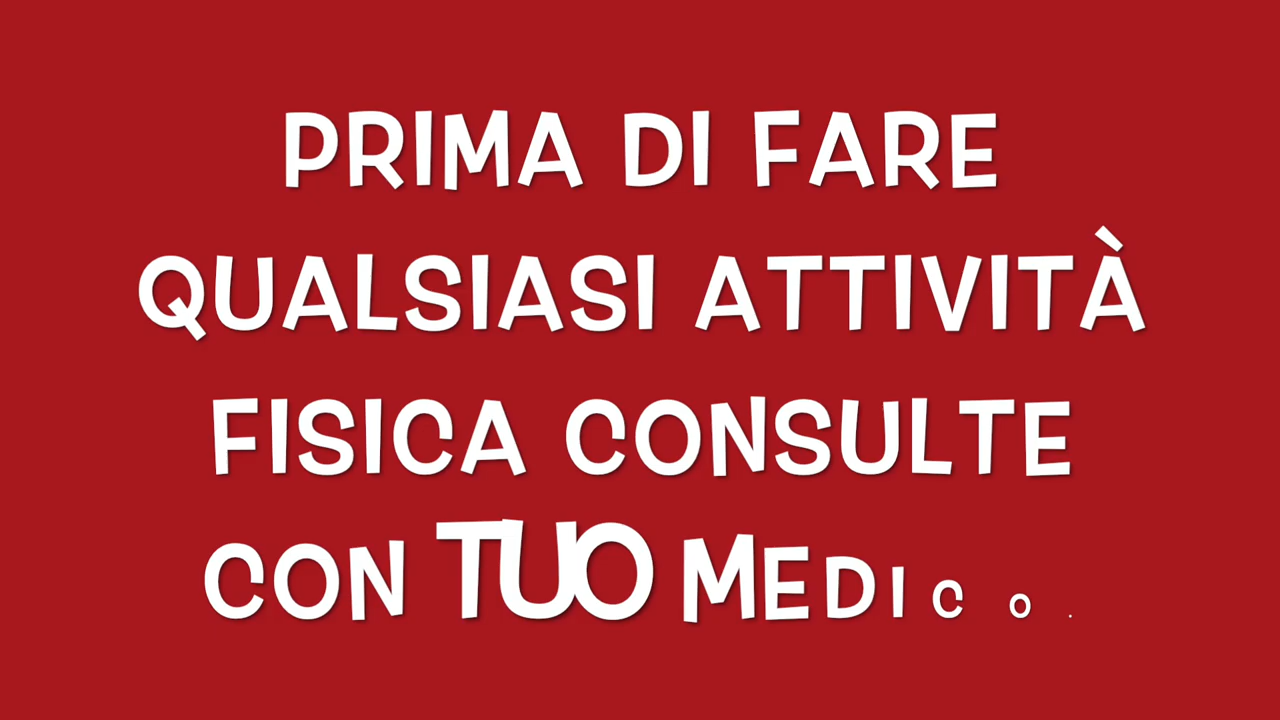 PRIMA DI FARE
QUALSIASI ATTIVITÀ
FISICA CONSULTE
CON TUO MEDICO.